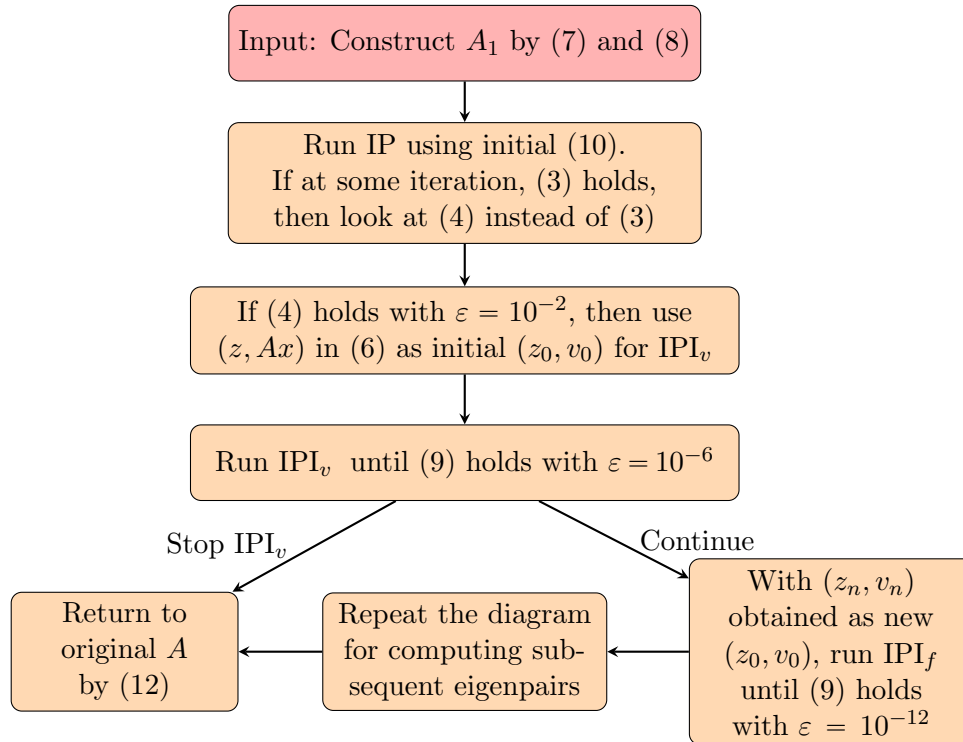 Input: Construct A₁ by (7) and (8)
Run IP using initial (10).
If at some iteration, (3) holds,
then look at (4) instead of (3)
If (4) holds with ε = 10⁻², then use
(z, Ax) in (6) as initial (z₀, v₀) for IPIᵥ
Run IPIᵥ until (9) holds with ε = 10⁻⁶
Stop IPIᵥ
Continue
Return to
original A
by (12)
Repeat the diagram
for computing sub-
sequent eigenpairs
With (zₙ, vₙ)
obtained as new
(z₀, v₀), run IPI_f
until (9) holds
with ε = 10⁻¹²